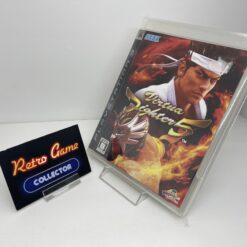 SEGA
Virtua
Fighter 5
Retro Game
COLLECTOR